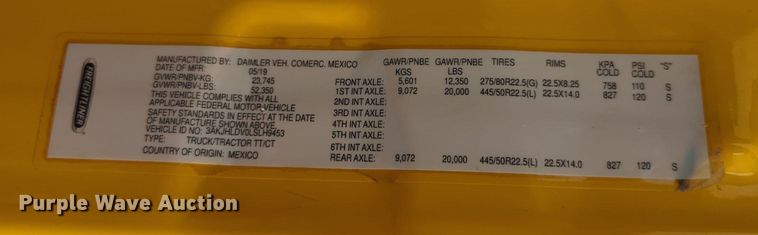 FREIGHTLINER
MANUFACTURED BY: DAIMLER VEH. COMERC. MEXICO
DATE OF MFR: 05/19
GVWR/PNBV-KG: 23,745
GVWR/PNBV-LBS: 52,350
THIS VEHICLE COMPLIES WITH ALL
APPLICABLE FEDERAL MOTOR VEHICLE
SAFETY STANDARDS IN EFFECT AT THE DATE
OF MANUFACTURE SHOWN ABOVE.
VEHICLE ID NO: 3AKJHLDV0LSLH9453
TYPE: TRUCK/TRACTOR TT/CT
COUNTRY OF ORIGIN: MEXICO
GAWR/PNBE KGS GAWR/PNBE LBS TIRES RIMS KPA COLD PSI COLD "S"
FRONT AXLE: 5,601 12,350 275/80R22.5(G) 22.5X8.25 758 110 S
1ST INT AXLE: 9,072 20,000 445/50R22.5(L) 22.5X14.0 827 120 S
2ND INT AXLE:
3RD INT AXLE:
4TH INT AXLE:
5TH INT AXLE:
6TH INT AXLE:
REAR AXLE: 9,072 20,000 445/50R22.5(L) 22.5X14.0 827 120 S
Purple Wave Auction